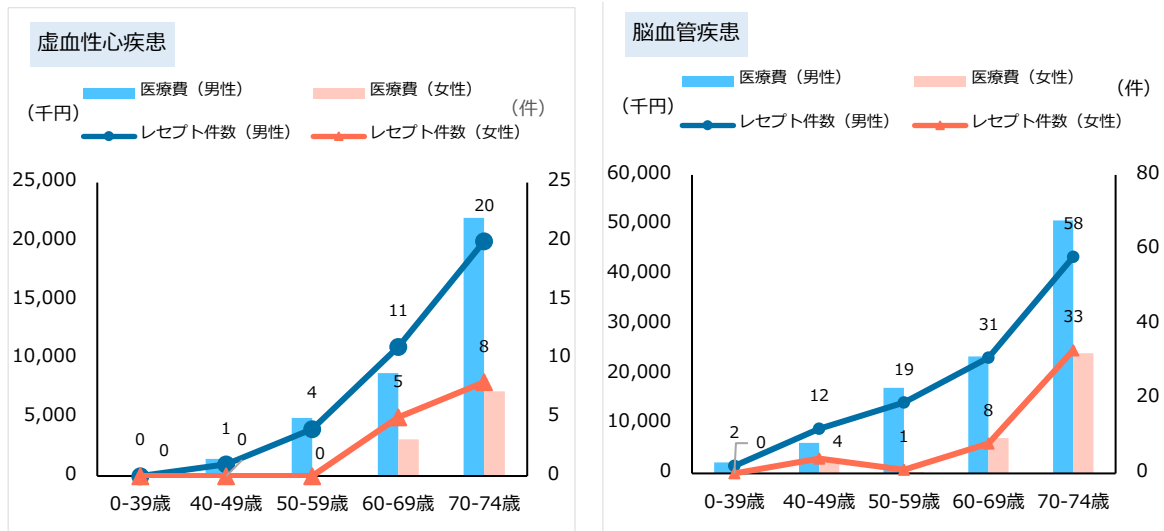 虚血性心疾患
医療費（男性）
医療費（女性）
（千円）
（件）
レセプト件数（男性）
レセプト件数（女性）
25,000
20,000
15,000
10,000
5,000
0
25
20
15
10
5
0
0
1
4
11
20
0
0
0
5
8
0-39歳
40-49歳
50-59歳
60-69歳
70-74歳
脳血管疾患
医療費（男性）
医療費（女性）
（千円）
（件）
レセプト件数（男性）
レセプト件数（女性）
60,000
50,000
40,000
30,000
20,000
10,000
0
80
60
40
20
0
2
12
19
31
58
0
4
1
8
33
0-39歳
40-49歳
50-59歳
60-69歳
70-74歳